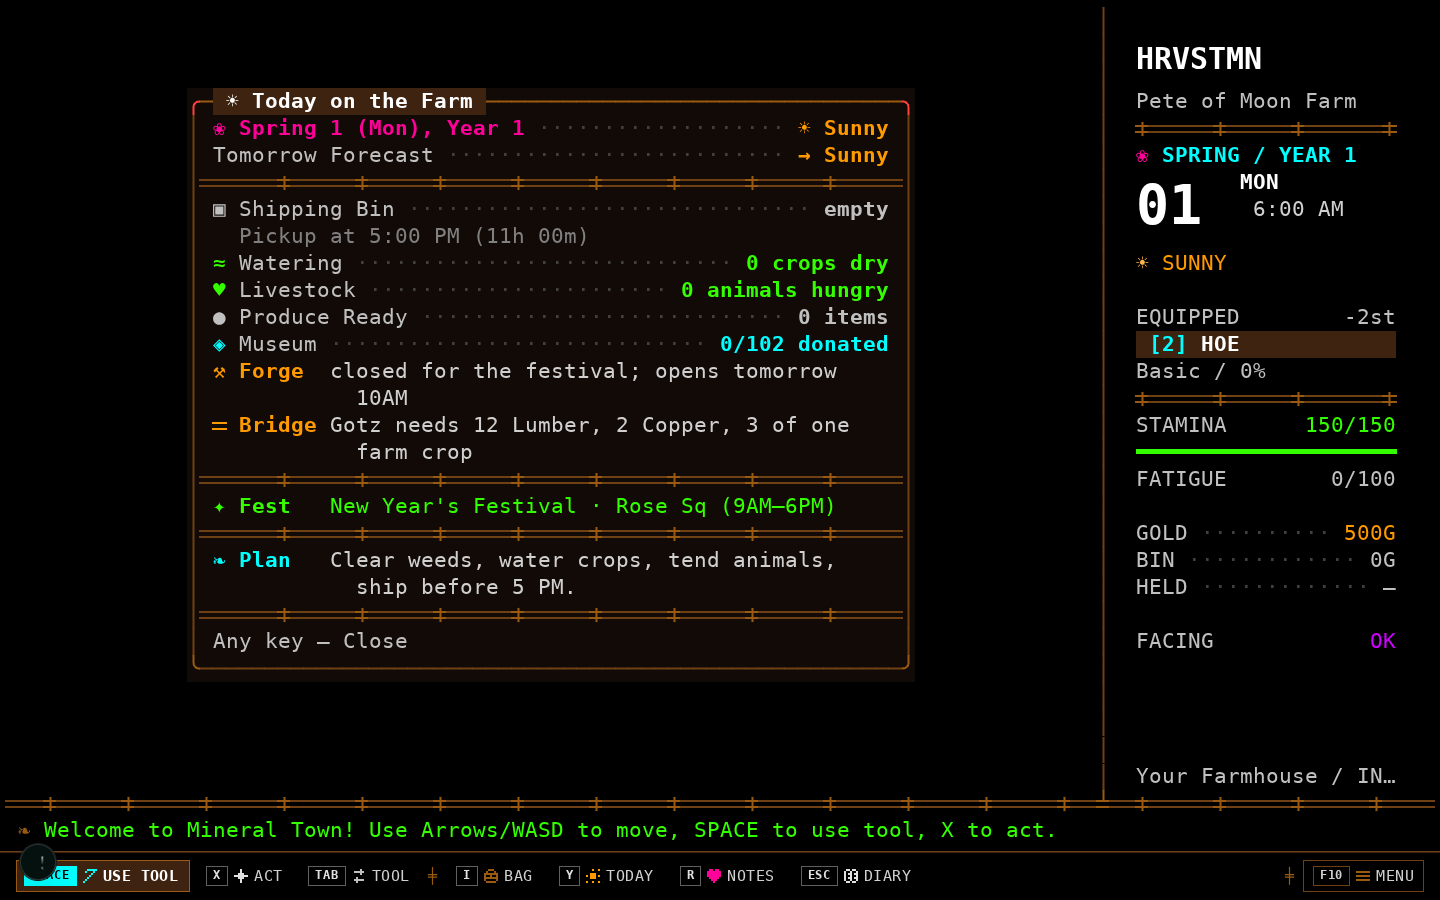 Today on the Farm
Spring 1 (Mon), Year 1 Sunny
Tomorrow Forecast → Sunny
Shipping Bin empty
Pickup at 5:00 PM (11h 00m)
Watering 0 crops dry
Livestock 0 animals hungry
Produce Ready 0 items
Museum 0/102 donated
Forge closed for the festival; opens tomorrow
10AM
Bridge Gotz needs 12 Lumber, 2 Copper, 3 of one
farm crop
Fest New Year's Festival · Rose Sq (9AM–6PM)
Plan Clear weeds, water crops, tend animals,
ship before 5 PM.
Any key — Close
HRVSTMN
Pete of Moon Farm
SPRING / YEAR 1
01 MON
6:00 AM
SUNNY
EQUIPPED -2st
[2] HOE
Basic / 0%
STAMINA 150/150
FATIGUE 0/100
GOLD 500G
BIN 0G
HELD —
FACING OK
Your Farmhouse / IN…
Welcome to Mineral Town! Use Arrows/WASD to move, SPACE to use tool, X to act.
! USE TOOL X ACT TAB TOOL I BAG Y TODAY R NOTES ESC DIARY F10 MENU